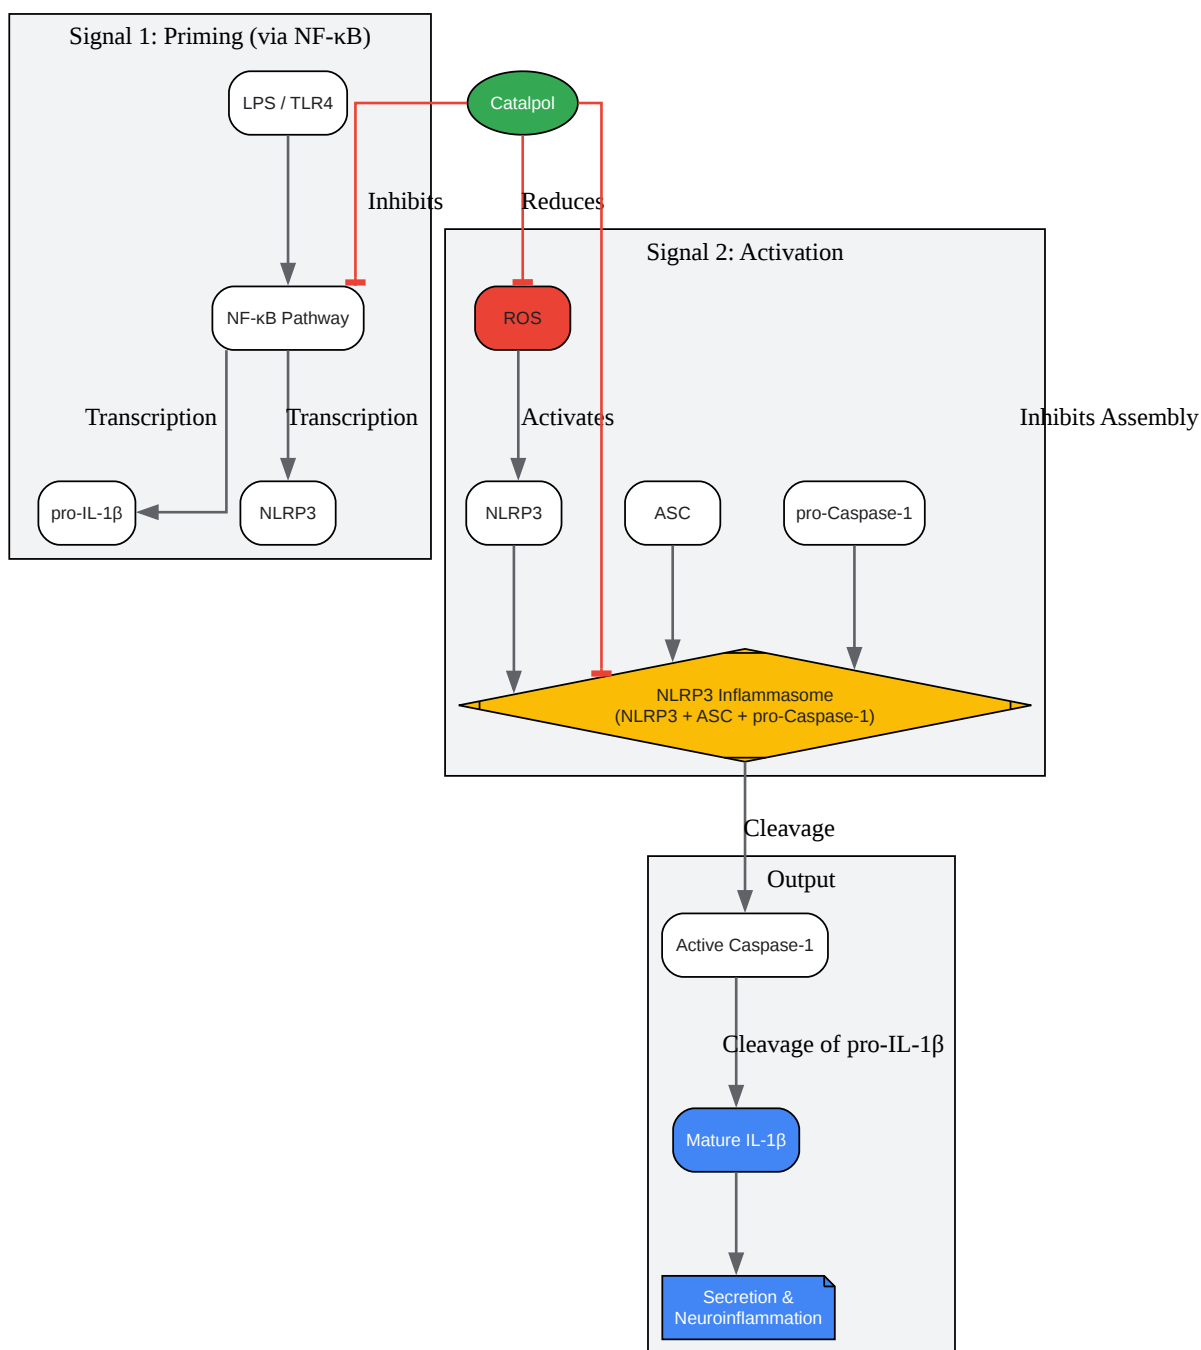 Signal 1: Priming (via NF-κB)
LPS / TLR4
Catalpol
Inhibits
Reduces
Signal 2: Activation
NF-κB Pathway
ROS
Transcription
Transcription
Activates
Inhibits Assembly
pro-IL-1β
NLRP3
NLRP3
ASC
pro-Caspase-1
NLRP3 Inflammasome
(NLRP3 + ASC + pro-Caspase-1)
Cleavage
Output
Active Caspase-1
Cleavage of pro-IL-1β
Mature IL-1β
Secretion &
Neuroinflammation